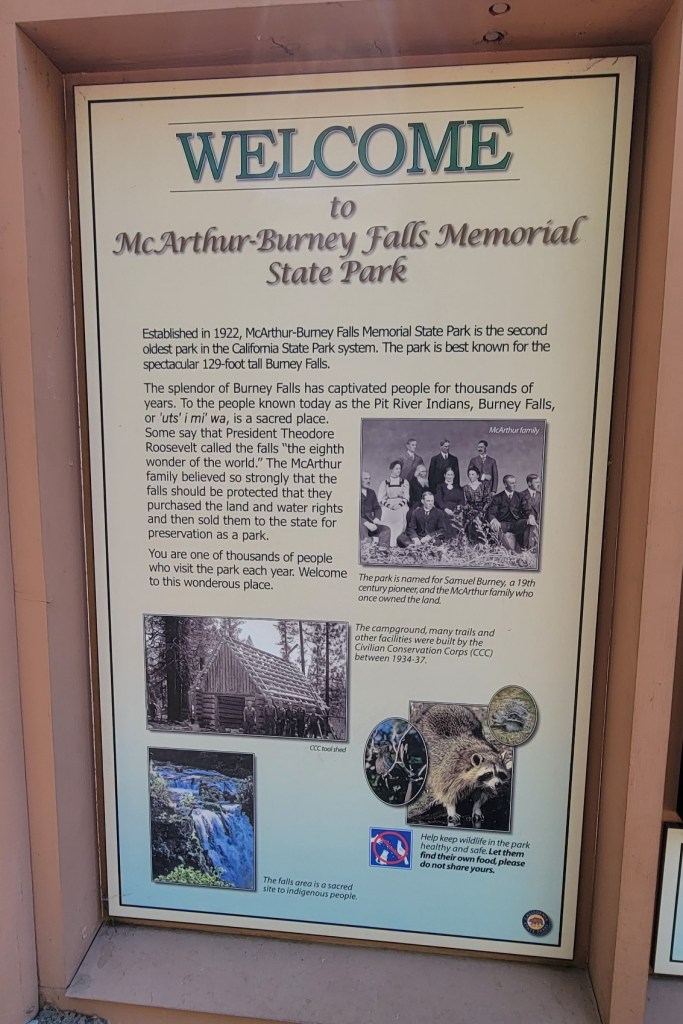 WELCOME
to
McArthur-Burney Falls Memorial
State Park
Established in 1922, McArthur-Burney Falls Memorial State Park is the second
oldest park in the California State Park system. The park is best known for the
spectacular 129-foot tall Burney Falls.
The splendor of Burney Falls has captivated people for thousands of
years. To the people known today as the Pit River Indians, Burney Falls,
or 'uts' i mi' wa, is a sacred place.
Some say that President Theodore
Roosevelt called the falls "the eighth
wonder of the world." The McArthur
family believed so strongly that the
falls should be protected that they
purchased the land and water rights
and then sold them to the state for
preservation as a park.
You are one of thousands of people
who visit the park each year. Welcome
to this wonderous place.
McArthur family
The park is named for Samuel Burney, a 19th
century pioneer, and the McArthur family who
once owned the land.
The campground, many trails and
other facilities were built by the
Civilian Conservation Corps (CCC)
between 1934-37.
CCC tool shed
The falls area is a sacred
site to indigenous people.
Help keep wildlife in the park
healthy and safe. Let them
find their own food, please
do not share yours.